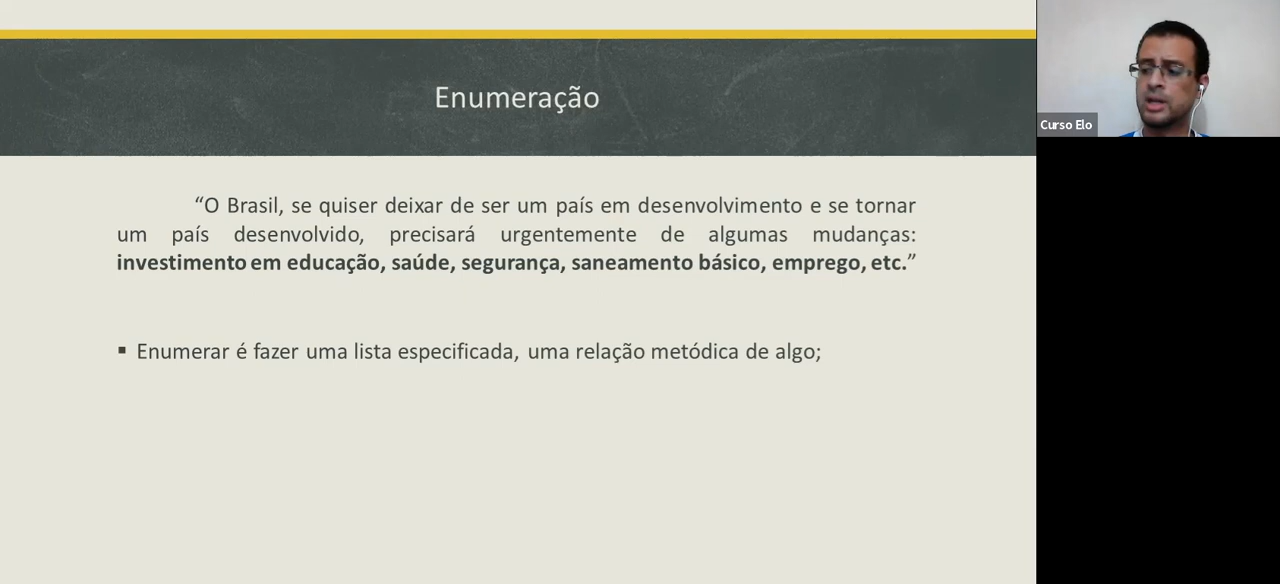 Enumeração
“O Brasil, se quiser deixar de ser um país em desenvolvimento e se tornar
um país desenvolvido, precisará urgentemente de algumas mudanças:
investimento em educação, saúde, segurança, saneamento básico, emprego, etc.”
▪ Enumerar é fazer uma lista especificada, uma relação metódica de algo;
Curso Elo